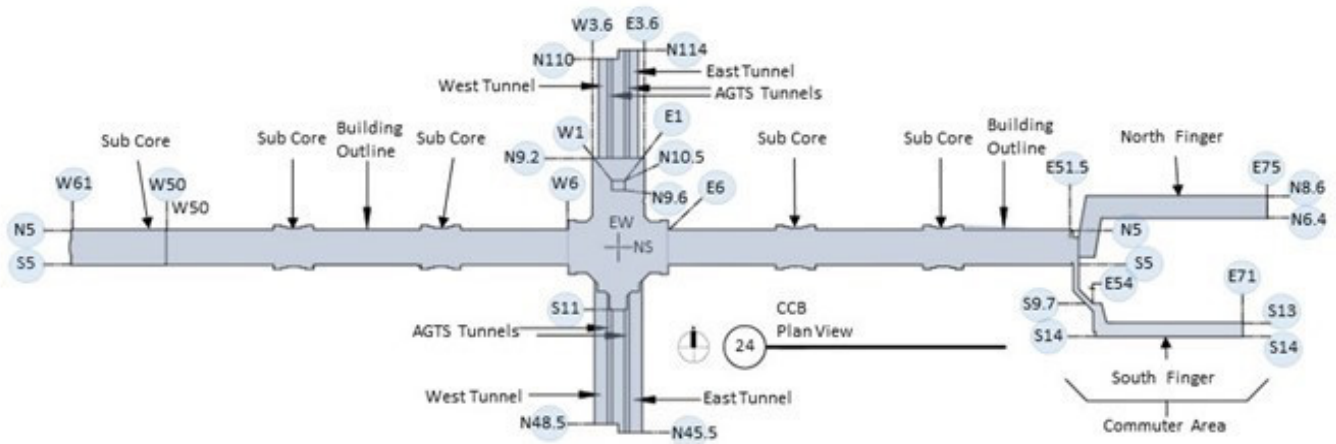 W3.6
E3.6
N110
N114
East Tunnel
West Tunnel
AGTS Tunnels
Sub Core
Sub Core
Building
Outline
Sub Core
W1
E1
Sub Core
Sub Core
Building
Outline
North Finger
N9.2
N10.5
W61
W50
W50
W6
N9.6
E6
E51.5
E75
N8.6
N6.4
N5
S5
EW
NS
N5
S5
E54
E71
S11
S9.7
S13
S14
S14
AGTS Tunnels
CCB
Plan View
24
South Finger
West Tunnel
East Tunnel
Commuter Area
N48.5
N45.5